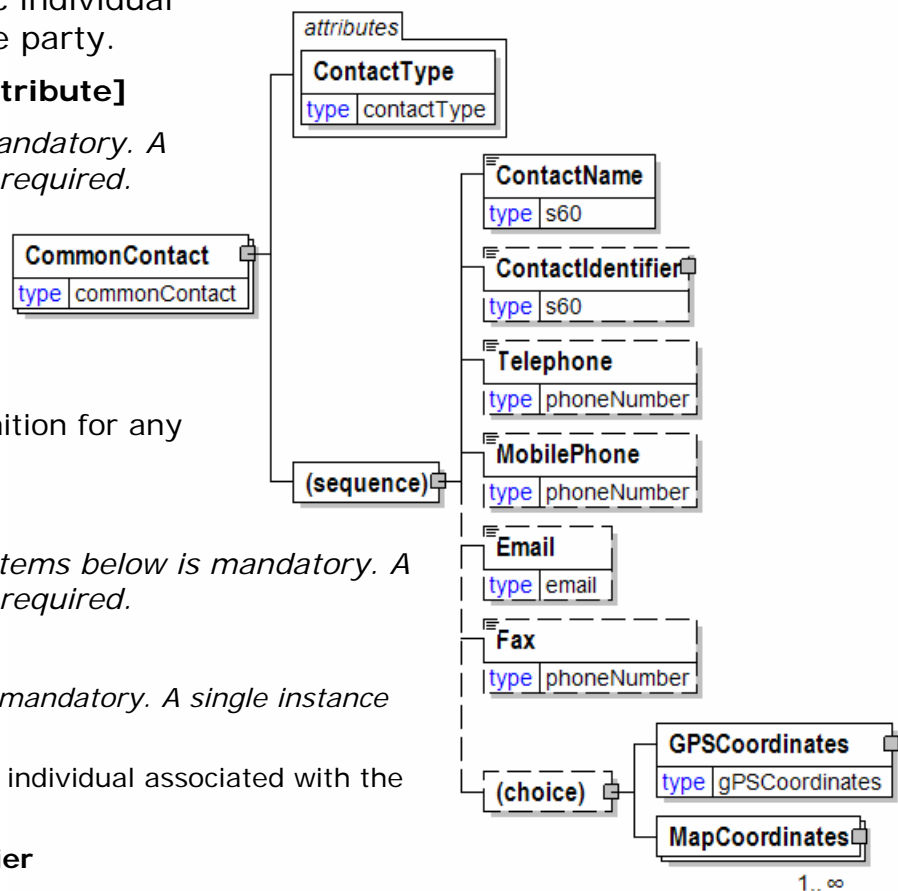 c individual
e party.
tribute]
andatory. A
required.
nition for any
tems below is mandatory. A
required.
mandatory. A single instance
individual associated with the
ier
attributes
ContactType
type contactType
CommonContact
type commonContact
(sequence)
ContactName
type s60
ContactIdentifier
type s60
Telephone
type phoneNumber
MobilePhone
type phoneNumber
Email
type email
Fax
type phoneNumber
(choice)
GPSCoordinates
type gPSCoordinates
MapCoordinates
1..∞